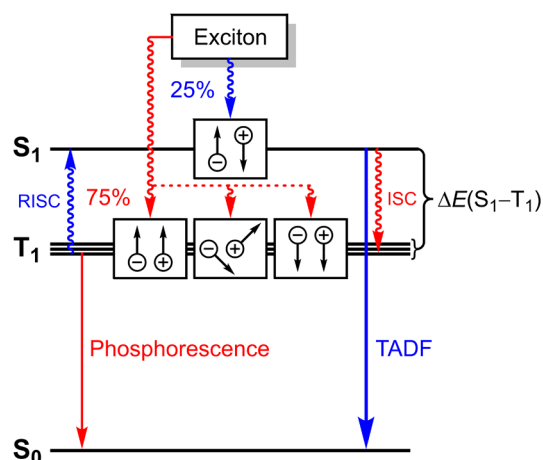 Exciton
25%
S₁
RISC
75%
ISC
ΔE(S₁−T₁)
T₁
Phosphorescence
TADF
S₀